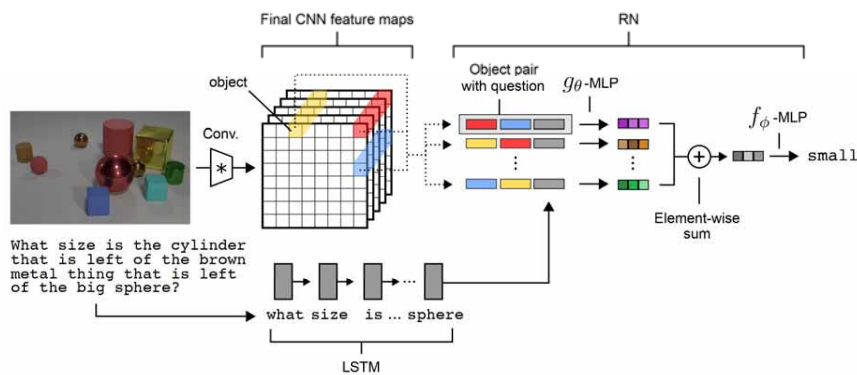 Final CNN feature maps
RN
object
Object pair
with question
gθ-MLP
Conv.
*
fϕ-MLP
...
+
small
Element-wise
sum
What size is the cylinder
that is left of the brown
metal thing that is left
of the big sphere?
...
what size is ... sphere
LSTM